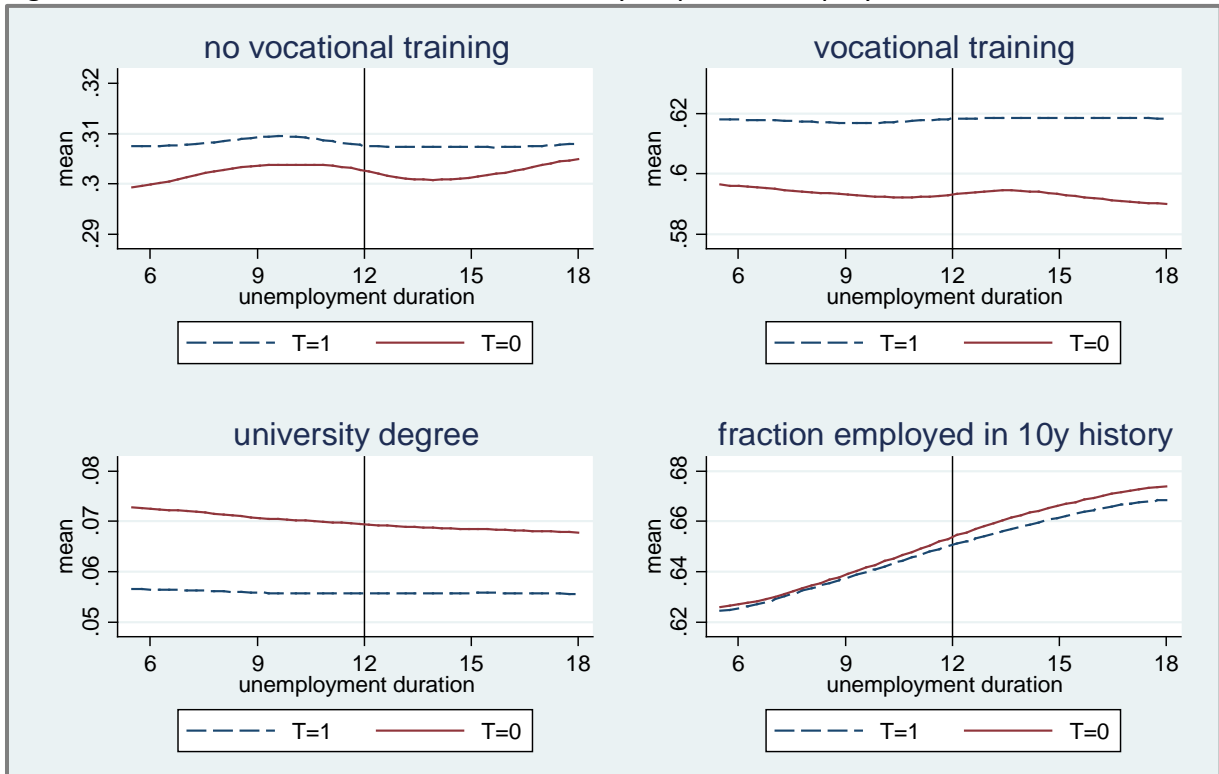 no vocational training
.32
.31
.3
.29
mean
6 9 12 15 18
unemployment duration
T=1 T=0
vocational training
.62
.6
.58
mean
6 9 12 15 18
unemployment duration
T=1 T=0
university degree
.08
.07
.06
.05
mean
6 9 12 15 18
unemployment duration
T=1 T=0
fraction employed in 10y history
.68
.66
.64
.62
mean
6 9 12 15 18
unemployment duration
T=1 T=0